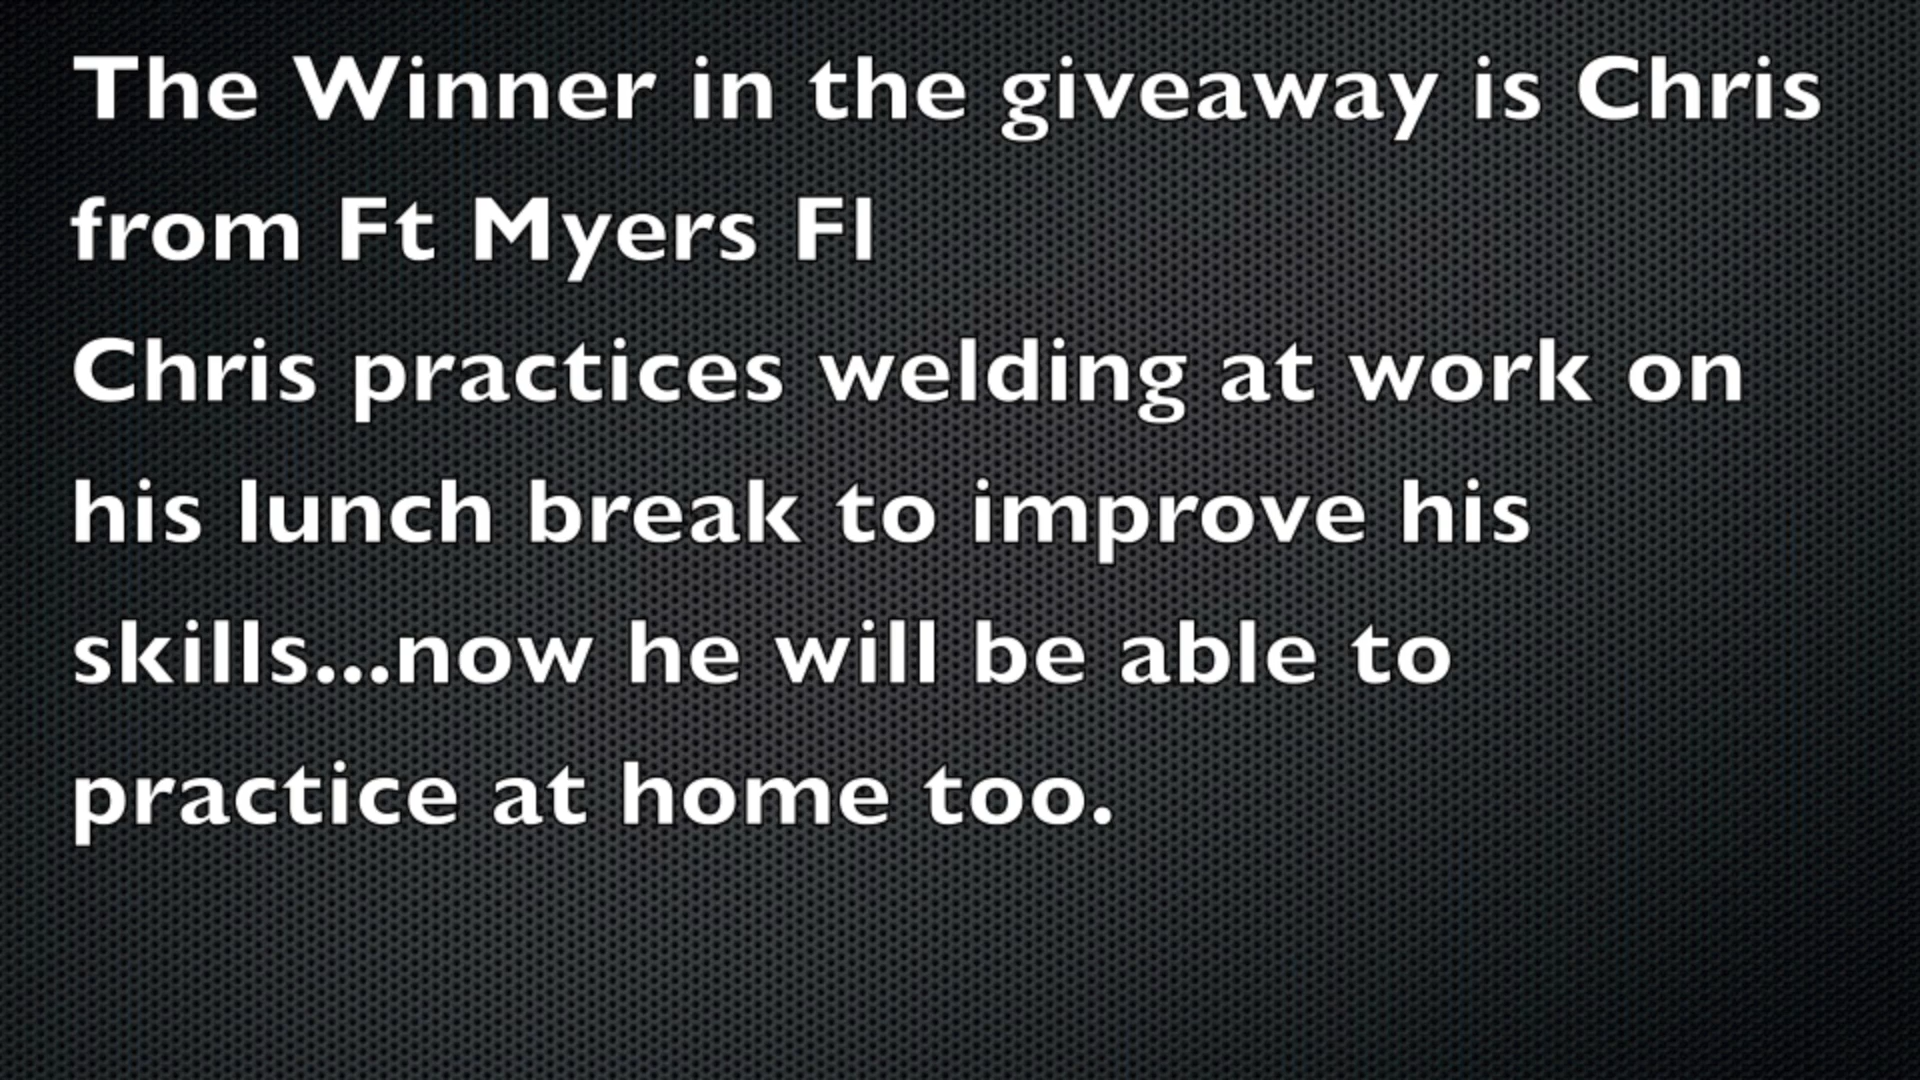 The Winner in the giveaway is Chris
from Ft Myers Fl
Chris practices welding at work on
his lunch break to improve his
skills...now he will be able to
practice at home too.